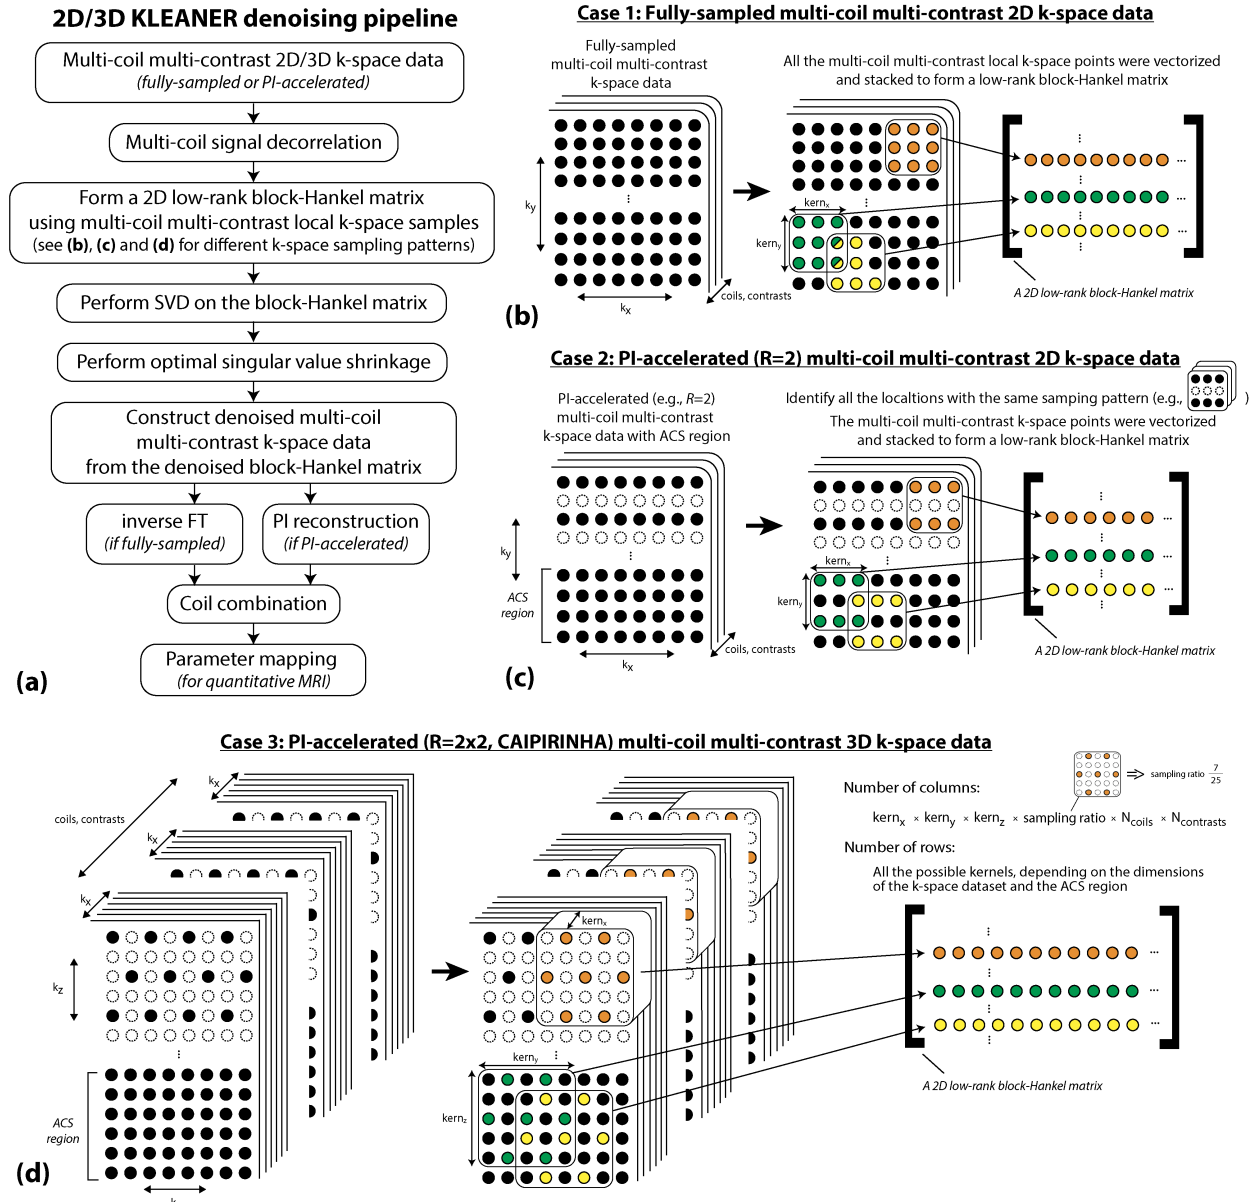 2D/3D KLEANER denoising pipeline
Multi-coil multi-contrast 2D/3D k-space data
(fully-sampled or PI-accelerated)
Multi-coil signal decorrelation
Form a 2D low-rank block-Hankel matrix
using multi-coil multi-contrast local k-space samples
(see (b), (c) and (d) for different k-space sampling patterns)
Perform SVD on the block-Hankel matrix
Perform optimal singular value shrinkage
Construct denoised multi-coil
multi-contrast k-space data
from the denoised block-Hankel matrix
inverse FT
(if fully-sampled)
PI reconstruction
(if PI-accelerated)
Coil combination
Parameter mapping
(for quantitative MRI)
(a)
Case 1: Fully-sampled multi-coil multi-contrast 2D k-space data
Fully-sampled
multi-coil multi-contrast
k-space data
All the multi-coil multi-contrast local k-space points were vectorized
and stacked to form a low-rank block-Hankel matrix
ky
kx
coils, contrasts
kernx
kerny
...
...
...
A 2D low-rank block-Hankel matrix
(b)
Case 2: PI-accelerated (R=2) multi-coil multi-contrast 2D k-space data
PI-accelerated (e.g., R=2)
multi-coil multi-contrast
k-space data with ACS region
Identify all the localtions with the same samping pattern (e.g., )
The multi-coil multi-contrast k-space points were vectorized
and stacked to form a low-rank block-Hankel matrix
ky
ACS
region
kx
coils, contrasts
kernx
kerny
...
...
...
A 2D low-rank block-Hankel matrix
(c)
Case 3: PI-accelerated (R=2x2, CAIPIRINHA) multi-coil multi-contrast 3D k-space data
coils, contrasts
kx
kx
kx
kz
ACS
region
kernx
kerny
kernz
sampling ratio 7/25
Number of columns:
kernx × kerny × kernz × sampling ratio × Ncoils × Ncontrasts
Number of rows:
All the possible kernels, depending on the dimensions
of the k-space dataset and the ACS region
...
...
...
A 2D low-rank block-Hankel matrix
(d)